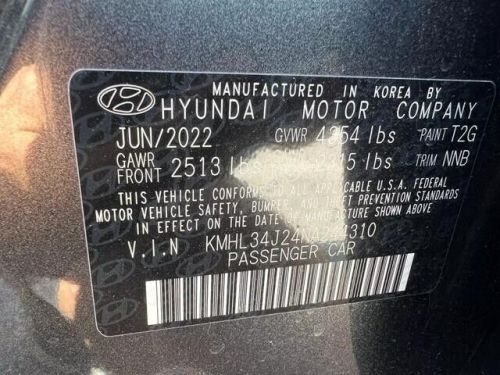 MANUFACTURED IN KOREA BY
HYUNDAI MOTOR COMPANY
JUN/2022 GVWR 4354 lbs PAINT T2G
GAWR FRONT 2513 lbs lbs TRIM NNB
THIS VEHICLE CONFORMS TO ALL APPLICABLE U.S.A. FEDERAL
MOTOR VEHICLE SAFETY, BUMPER, AND THEFT PREVENTION
STANDARDS IN EFFECT ON THE DATE OF MANUFACTURE SHOWN ABOVE.
V.I.N
PASSENGER CAR